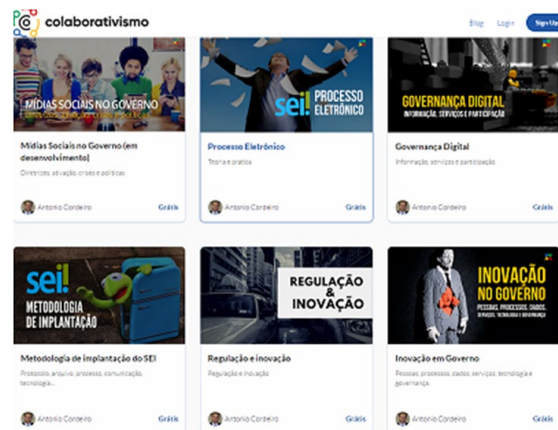 colaborativismo
Blog Login Sign Up
MÍDIAS SOCIAIS NO GOVERNO
sei! PROCESSO
ELETRÔNICO
GOVERNANÇA DIGITAL
INFORMAÇÃO, SERVIÇOS E PARTICIPAÇÃO
Mídias Sociais no Governo (em
desenvolvimento)
Diretrizes, ativação, crises e políticas
Antonio Cordeiro Grátis
Processo Eletrônico
Teoria e pratica
Antonio Cordeiro Grátis
Governança Digital
Informação, serviços e participação
Antonio Cordeiro Grátis
sei!
METODOLOGIA
DE IMPLANTAÇÃO
REGULAÇÃO
&
INOVAÇÃO
INOVAÇÃO
NO GOVERNO
PESSOAS, PROCESSOS, DADOS,
SERVIÇOS, TECNOLOGIA E GOVERNANÇA
Metodologia de implantação do SEI
Protocolo, arquivo, processo, comunicação,
tecnologia...
Antonio Cordeiro Grátis
Regulação e inovação
Regulação e inovação
Antonio Cordeiro Grátis
Inovação em Governo
Pessoas, processos, dados, serviços, tecnologia e
governança.
Antonio Cordeiro Grátis